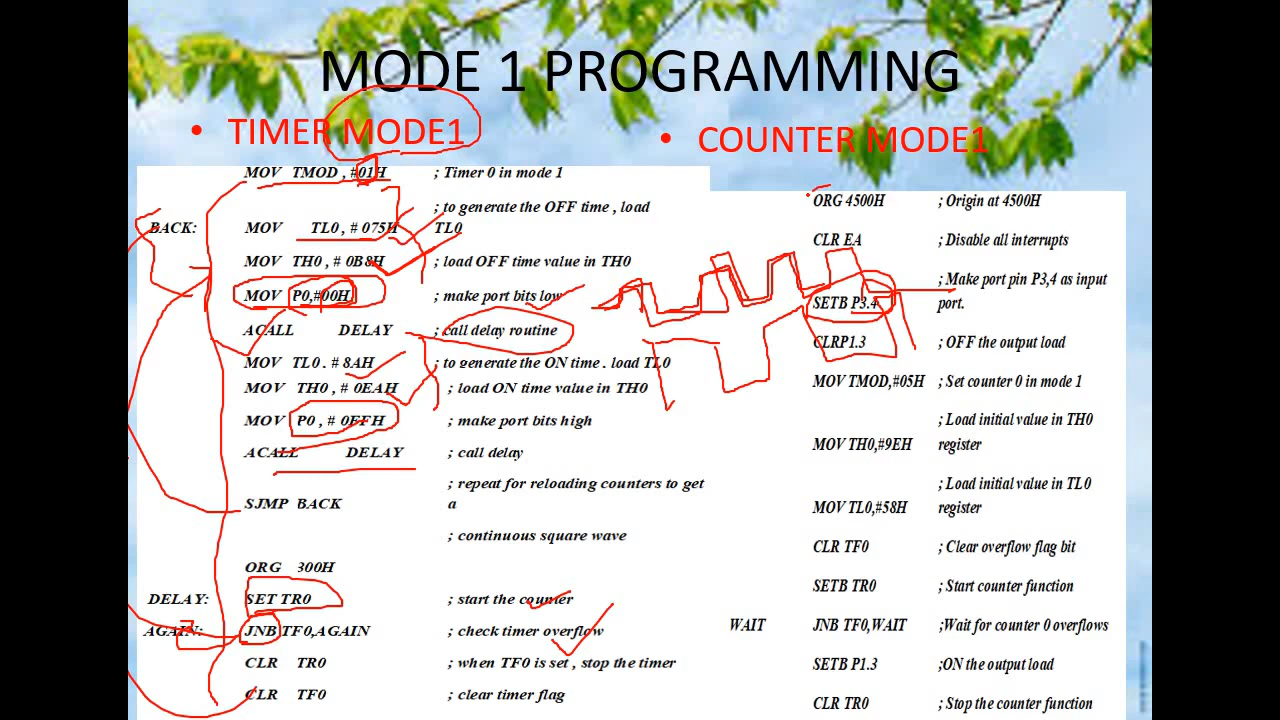 MODE 1 PROGRAMMING
• TIMER MODE1
MOV TMOD , #01H ; Timer 0 in mode 1
; to generate the OFF time , load
BACK: MOV TL0 , # 075H TL0
MOV TH0 , # 0B8H ; load OFF time value in TH0
MOV P0,#00H ; make port bits low
ACALL DELAY ; call delay routine
MOV TL0 . # 8AH ; to generate the ON time . load TL0
MOV TH0 , # 0EAH ; load ON time value in TH0
MOV P0 , # 0FFH ; make port bits high
ACALL DELAY ; call delay
; repeat for reloading counters to get
SJMP BACK a
; continuous square wave
ORG 300H
DELAY: SET TR0 ; start the counter
AGAIN: JNB TF0,AGAIN ; check timer overflow
CLR TR0 ; when TF0 is set , stop the timer
CLR TF0 ; clear timer flag
• COUNTER MODE1
ORG 4500H ; Origin at 4500H
CLR EA ; Disable all interrupts
; Make port pin P3,4 as input
SETB P3.4 port.
CLRP1.3 ; OFF the output load
MOV TMOD,#05H ; Set counter 0 in mode 1
; Load initial value in TH0
MOV TH0,#9EH register
; Load initial value in TL0
MOV TL0,#58H register
CLR TF0 ; Clear overflow flag bit
SETB TR0 ; Start counter function
WAIT JNB TF0,WAIT ;Wait for counter 0 overflows
SETB P1.3 ;ON the output load
CLR TR0 ; Stop the counter function